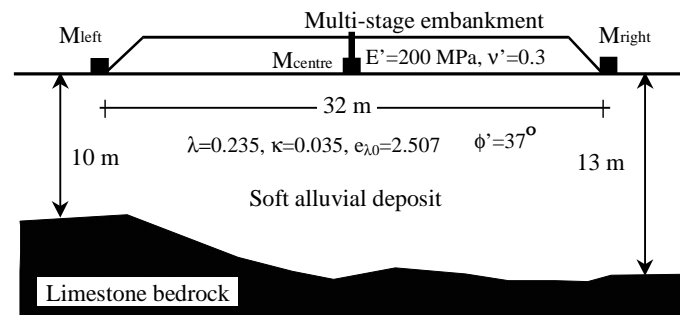 Multi-stage embankment
Mleft
Mcentre
E’=200 MPa, ν’=0.3
Mright
32 m
10 m
λ=0.235, κ=0.035, eλ0=2.507
ϕ’=37°
13 m
Soft alluvial deposit
Limestone bedrock